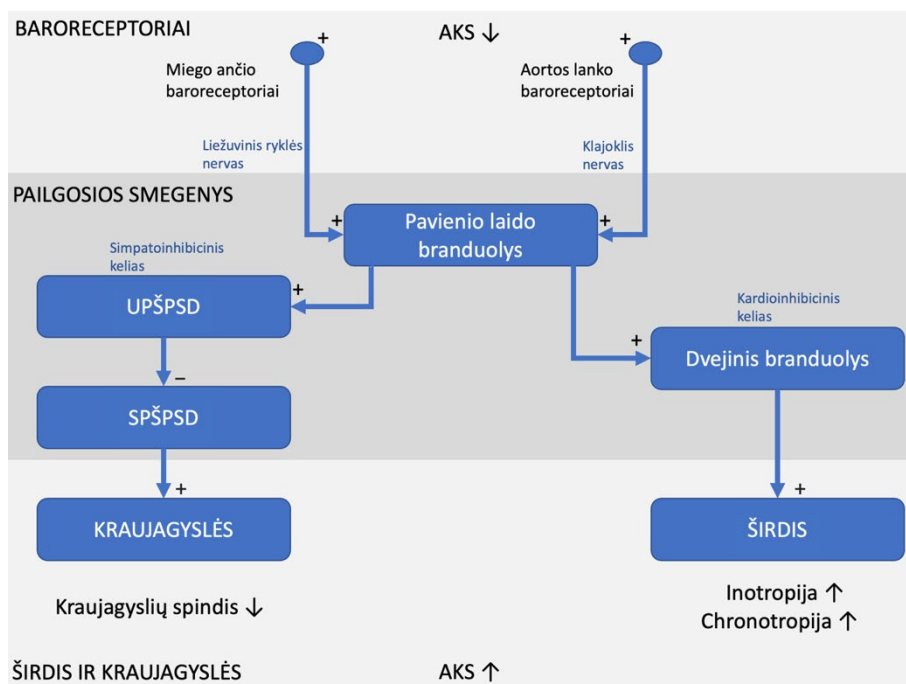 BARORECEPTORIAI
AKS ↓
+
+
Miego ančio
baroreceptoriai
Aortos lanko
baroreceptoriai
Liežuvinis ryklės
nervas
Klajoklis
nervas
PAILGOSIOS SMEGENYS
+
Pavienio laido
branduolys
+
Simpatoinhibicinis
kelias
+
UPŠPSD
Kardioinhibicinis
kelias
+
Dvejinis branduolys
–
SPŠPSD
+
+
KRAUJAGYSLĖS
ŠIRDIS
Kraujagyslių spindis ↓
Inotropija ↑
Chronotropija ↑
ŠIRDIS IR KRAUJAGYSLĖS
AKS ↑